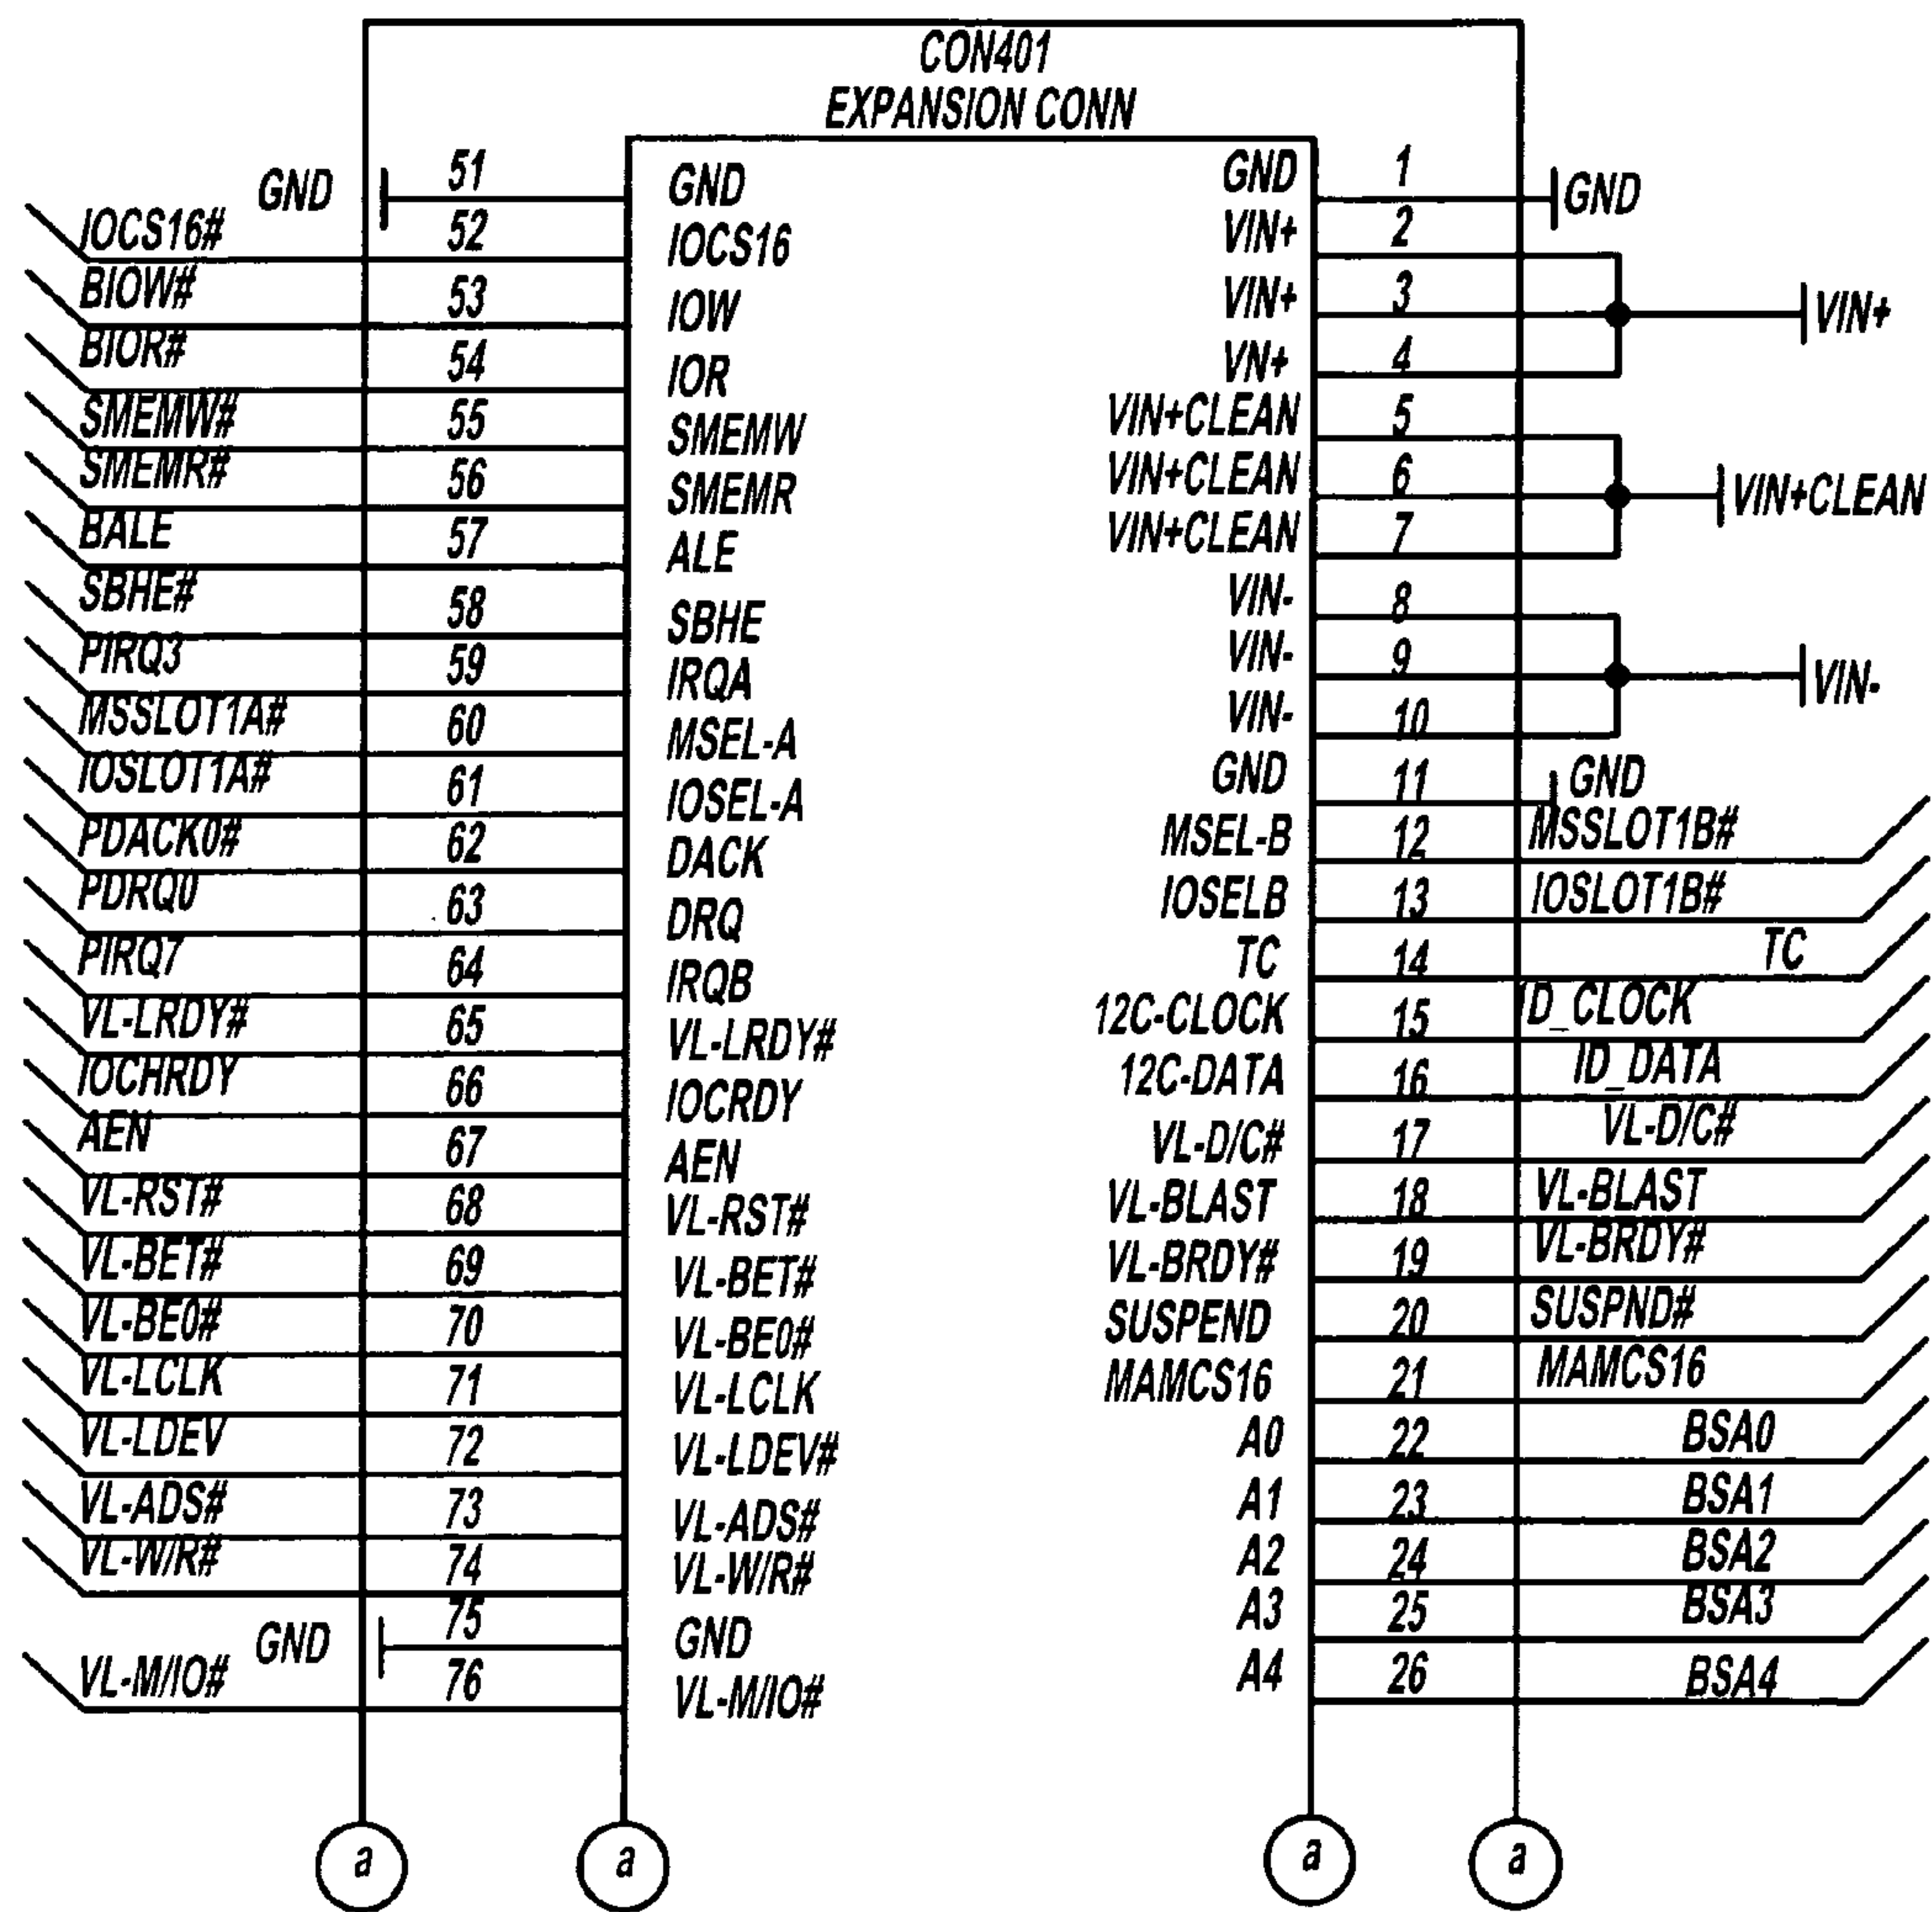 CON401
EXPANSION CONN
GND 51 GND GND 1 GND
IOCS16# 52 IOCS16 VIN+ 2
BIOW# 53 IOW VIN+ 3 VIN+
BIOR# 54 IOR VN+ 4
SMEMW# 55 SMEMW VIN+CLEAN 5
SMEMR# 56 SMEMR VIN+CLEAN 6 VIN+CLEAN
BALE 57 ALE VIN+CLEAN 7
SBHE# 58 SBHE VIN- 8
PIRQ3 59 IRQA VIN- 9 VIN-
MSSLOT1A# 60 MSEL-A VIN- 10
IOSLOT1A# 61 IOSEL-A GND 11 GND
PDACK0# 62 DACK MSEL-B 12 MSSLOT1B#
PDRQ0 63 DRQ IOSELB 13 IOSLOT1B#
PIRQ7 64 IRQB TC 14 TC
VL-LRDY# 65 VL-LRDY# 12C-CLOCK 15 ID_CLOCK
IOCHRDY 66 IOCRDY 12C-DATA 16 ID_DATA
AEN 67 AEN VL-D/C# 17 VL-D/C#
VL-RST# 68 VL-RST# VL-BLAST 18 VL-BLAST
VL-BET# 69 VL-BET# VL-BRDY# 19 VL-BRDY#
VL-BE0# 70 VL-BE0# SUSPEND 20 SUSPND#
VL-LCLK 71 VL-LCLK MAMCS16 21 MAMCS16
VL-LDEV 72 VL-LDEV# A0 22 BSA0
VL-ADS# 73 VL-ADS# A1 23 BSA1
VL-W/R# 74 VL-W/R# A2 24 BSA2
GND 75 GND A3 25 BSA3
VL-M/IO# 76 VL-M/IO# A4 26 BSA4
a a a a